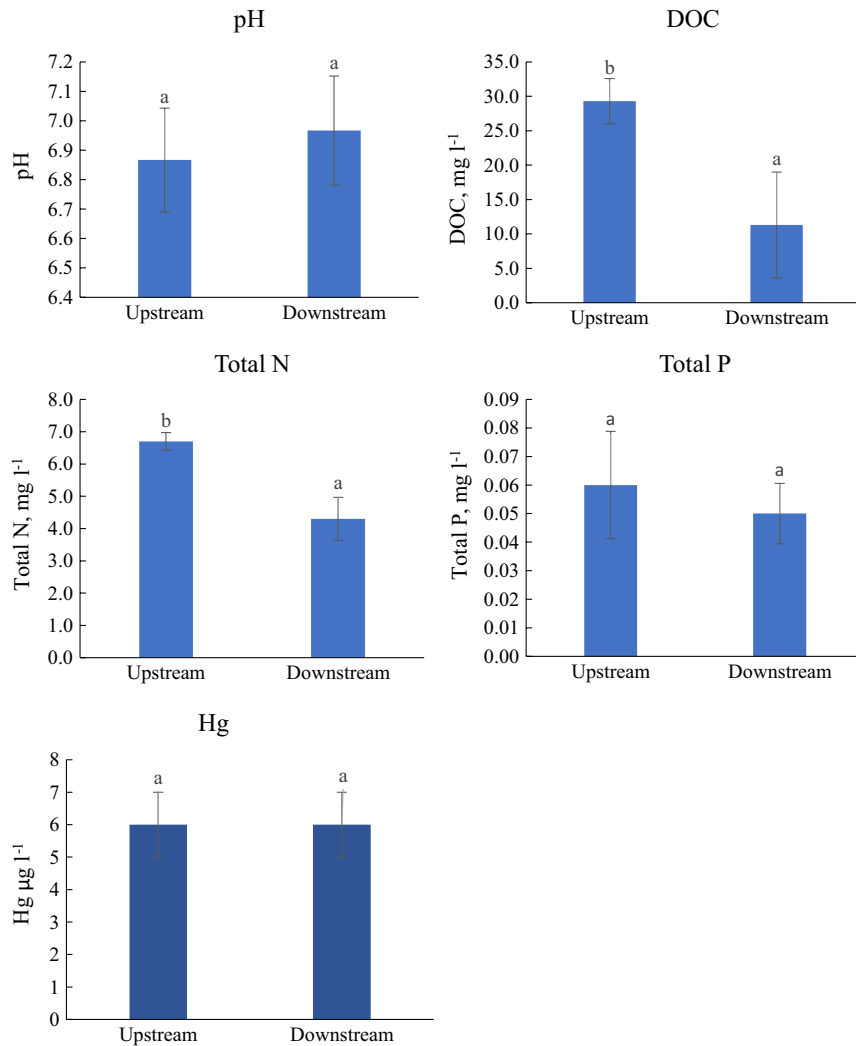 pH
DOC
7.2
7.1
7.0
6.9
6.8
6.7
6.6
6.5
6.4
pH
a
a
Upstream
Downstream
35.0
30.0
25.0
20.0
15.0
10.0
5.0
0.0
DOC, mg l-1
b
a
Upstream
Downstream
Total N
Total P
8.0
7.0
6.0
5.0
4.0
3.0
2.0
1.0
0.0
Total N, mg l-1
b
a
Upstream
Downstream
0.09
0.08
0.07
0.06
0.05
0.04
0.03
0.02
0.01
0.00
Total P, mg l-1
a
a
Upstream
Downstream
Hg
8
7
6
5
4
3
2
1
0
Hg µg l-1
a
a
Upstream
Downstream